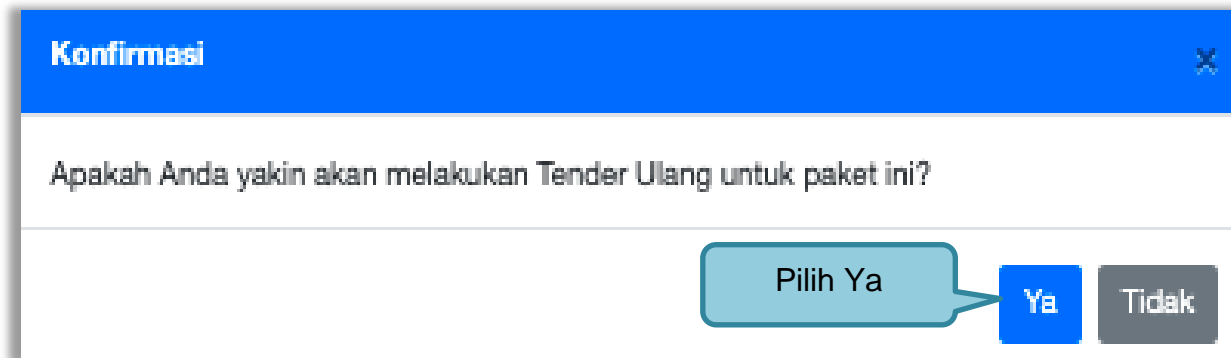 Konfirmasi
×
Apakah Anda yakin akan melakukan Tender Ulang untuk paket ini?
Pilih Ya
Ya Tidak